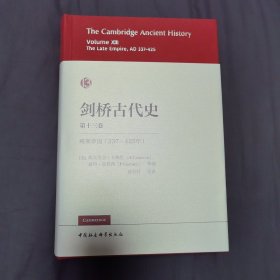 The Cambridge Ancient History
Volume XIII
The Late Empire, AD 337-425
剑桥古代史
第十三卷
晚期帝国（337—425年）
Cambridge
中国社会科学出版社